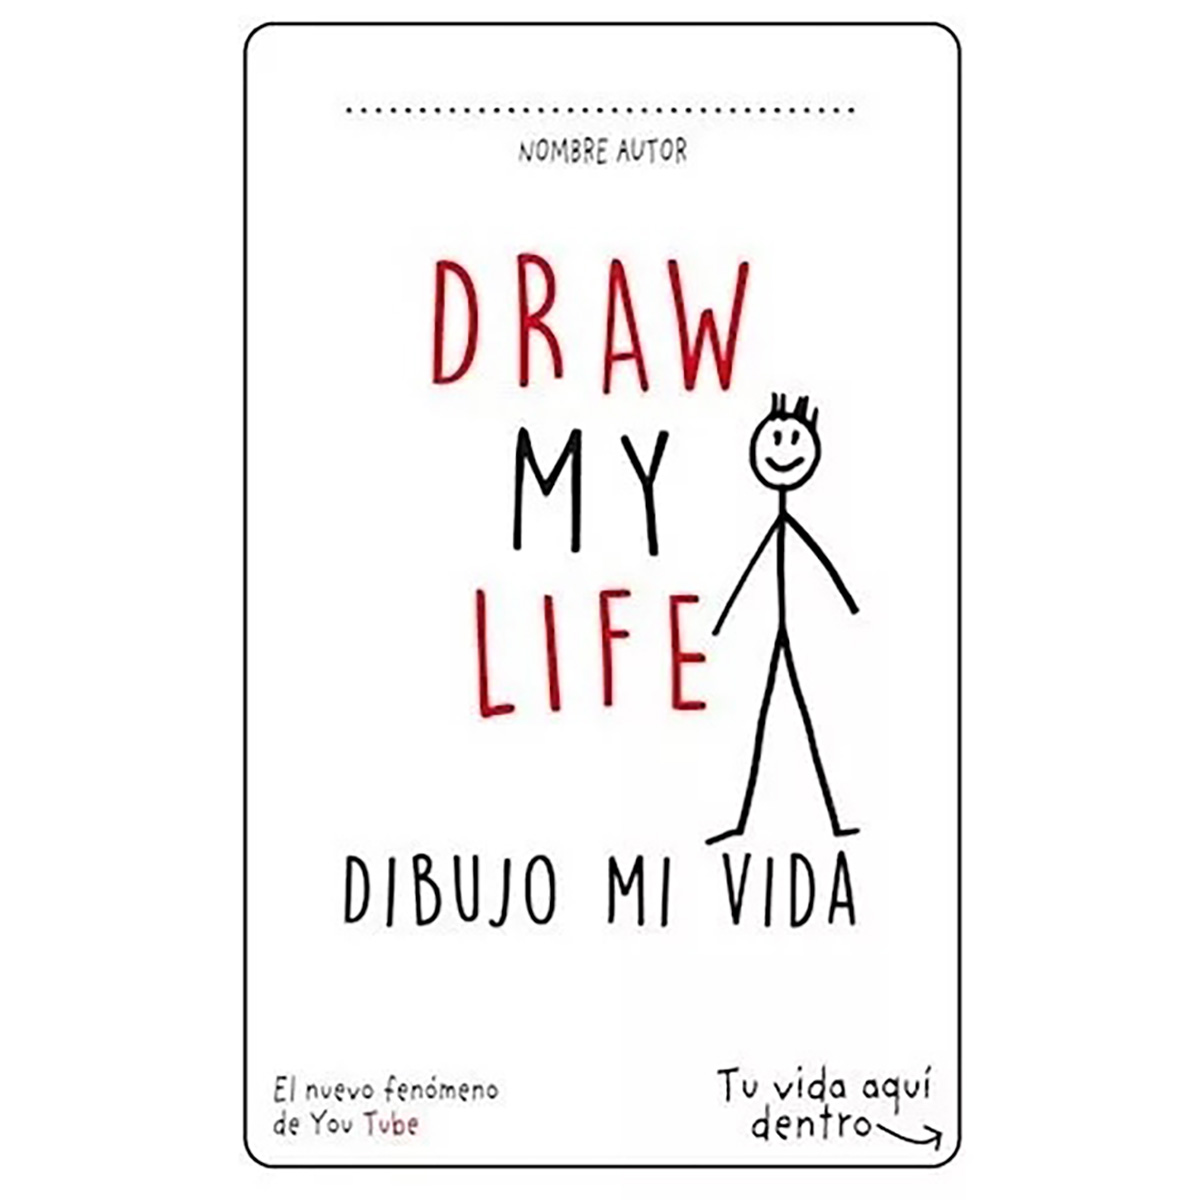 NOMBRE AUTOR
DRAW
MY
LIFE
DIBUJO MI VIDA
El nuevo fenómeno
de You Tube
Tu vida aquí
dentro